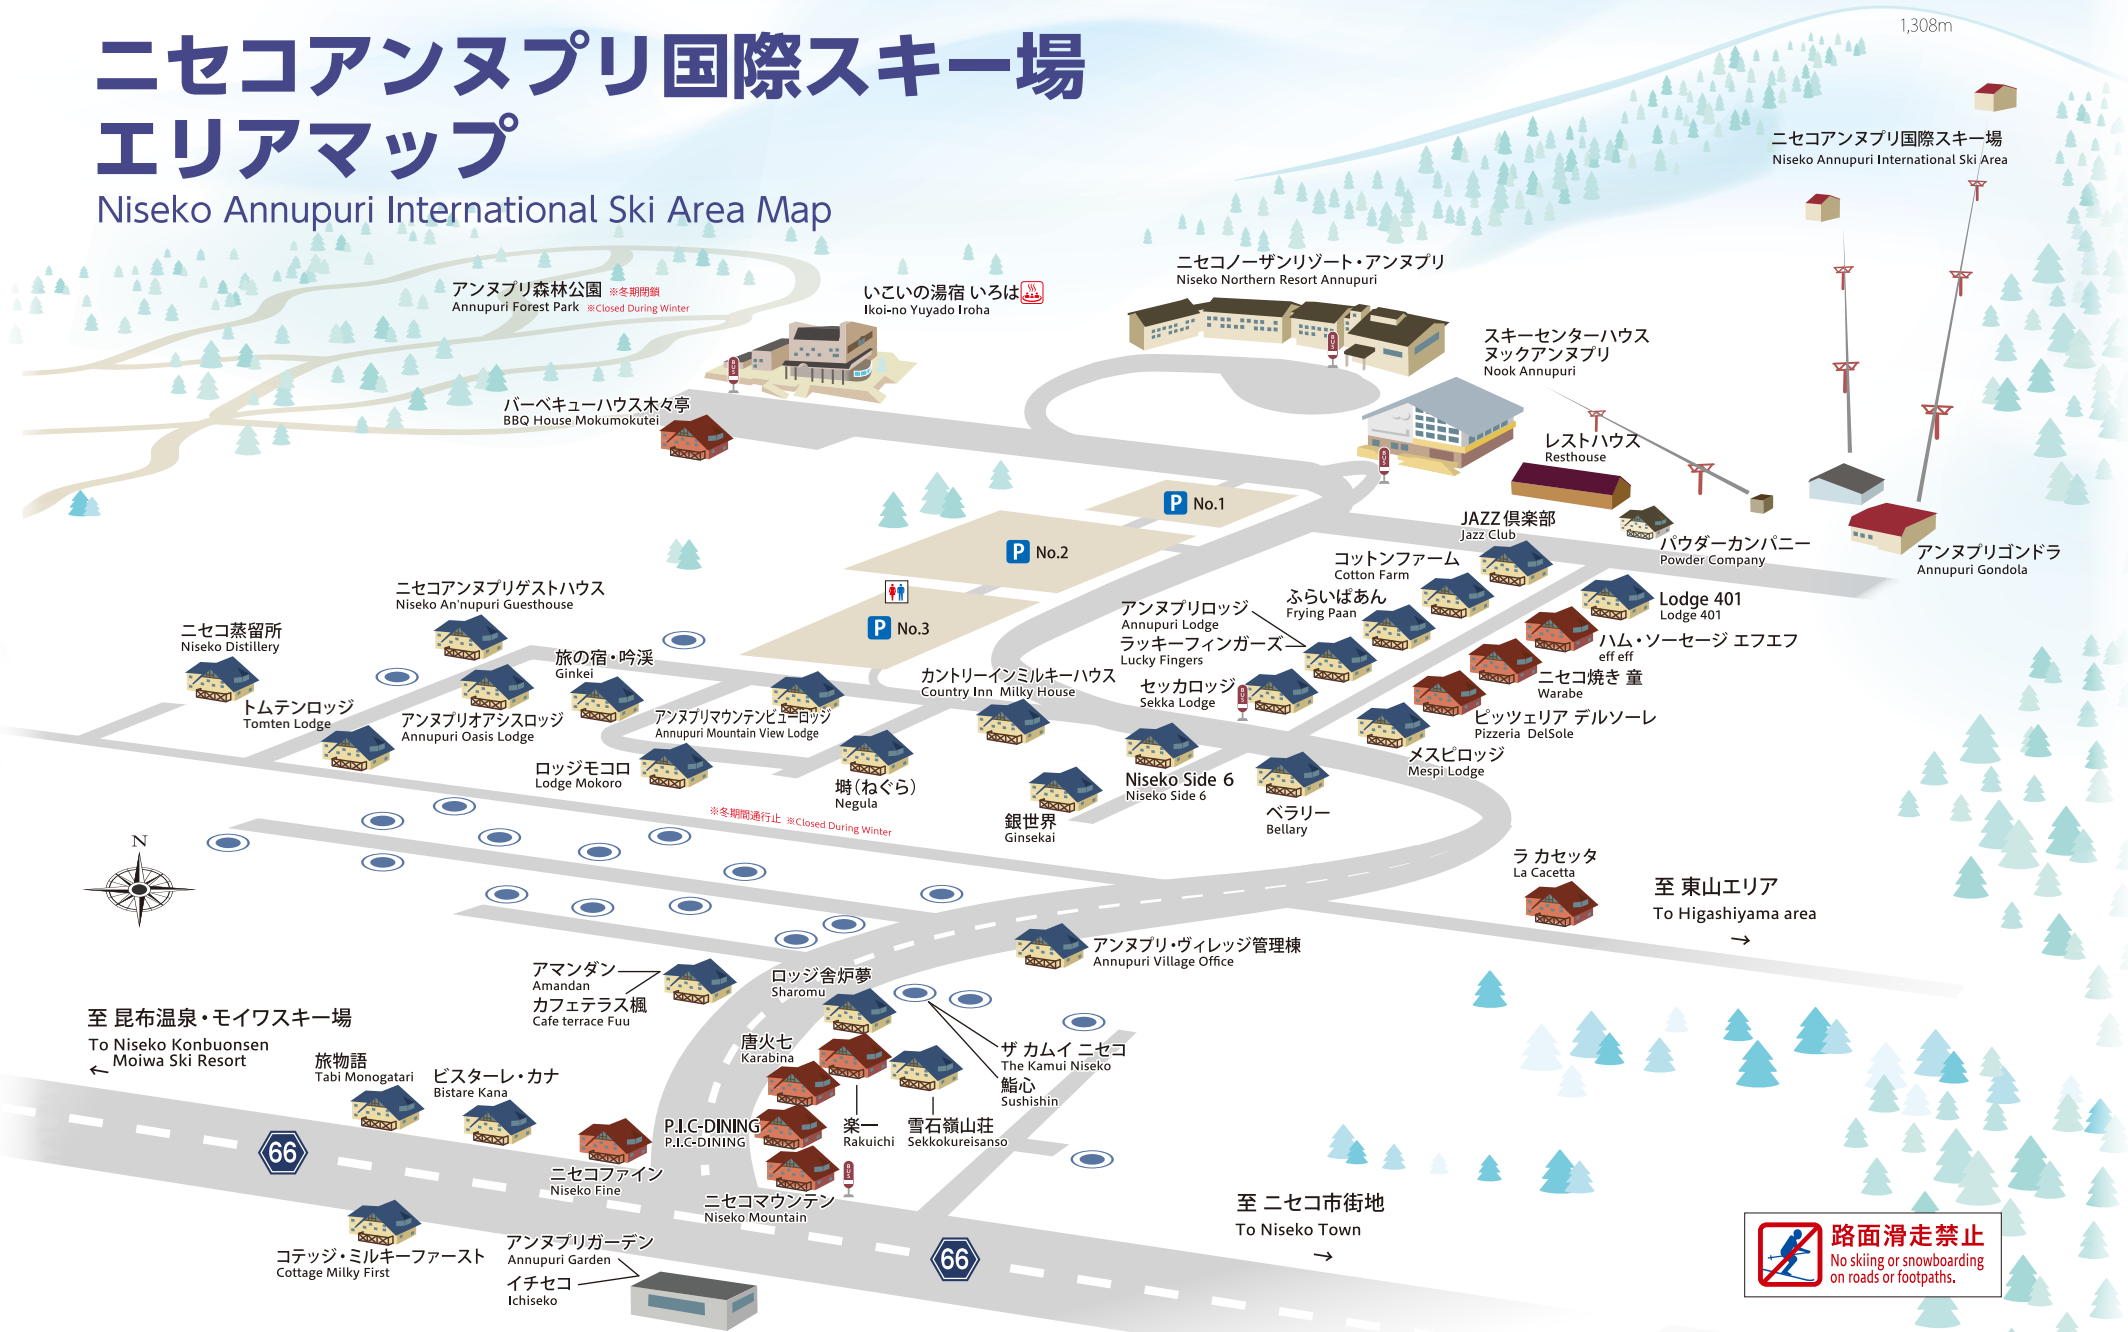 ニセコアンヌプリ国際スキー場
エリアマップ
Niseko Annupuri International Ski Area Map
1,308m
ニセコアンヌプリ国際スキー場
Niseko Annupuri International Ski Area
アンヌプリ森林公園 ※冬期閉鎖
Annupuri Forest Park ※Closed During Winter
いこいの湯宿 いろは
Ikoi-no Yuyado Iroha
ニセコノーザンリゾート・アンヌプリ
Niseko Northern Resort Annupuri
スキーセンターハウス
ヌックアンヌプリ
Nook Annupuri
BUS
BUS
BUS
バーベキューハウス木々亭
BBQ House Mokumokutei
レストハウス
Resthouse
P No.1
P No.2
P No.3
JAZZ 倶楽部
Jazz Club
パウダーカンパニー
Powder Company
アンヌプリゴンドラ
Annupuri Gondola
コットンファーム
Cotton Farm
ふらいぱあん
Frying Paan
Lodge 401
Lodge 401
アンヌプリロッジ
Annupuri Lodge
ラッキーフィンガーズ
Lucky Fingers
ハム・ソーセージ エフエフ
eff eff
ニセコアンヌプリゲストハウス
Niseko An'nupuri Guesthouse
ニセコ蒸留所
Niseko Distillery
旅の宿・吟渓
Ginkei
カントリーインミルキーハウス
Country Inn Milky House
セッカロッジ
Sekka Lodge
BUS
ニセコ焼き 童
Warabe
トムテンロッジ
Tomten Lodge
アンヌプリオアシスロッジ
Annupuri Oasis Lodge
アンヌプリマウンテンビューロッジ
Annupuri Mountain View Lodge
ピッツェリア デルソーレ
Pizzeria DelSole
メスピロッジ
Mespi Lodge
ロッジモコロ
Lodge Mokoro
塒(ねぐら)
Negula
Niseko Side 6
Niseko Side 6
銀世界
Ginsekai
ベラリー
Bellary
※冬期間通行止 ※Closed During Winter
N
ラ カセッタ
La Cacetta
至 東山エリア
To Higashiyama area
→
アンヌプリ・ヴィレッジ管理棟
Annupuri Village Office
アマンダン
Amandan
カフェテラス楓
Cafe terrace Fuu
ロッジ舎炉夢
Sharomu
唐火七
Karabina
ザ カムイ ニセコ
The Kamui Niseko
鮨心
Sushishin
至 昆布温泉・モイワスキー場
To Niseko Konbuonsen
Moiwa Ski Resort
←
旅物語
Tabi Monogatari
ビスターレ・カナ
Bistare Kana
P.I.C-DINING
P.I.C-DINING
楽一
Rakuichi
雪石嶺山荘
Sekkokureisanso
66
ニセコファイン
Niseko Fine
BUS
ニセコマウンテン
Niseko Mountain
至 ニセコ市街地
To Niseko Town
→
コテッジ・ミルキーファースト
Cottage Milky First
アンヌプリガーデン
Annupuri Garden
イチセコ
Ichiseko
66
路面滑走禁止
No skiing or snowboarding
on roads or footpaths.